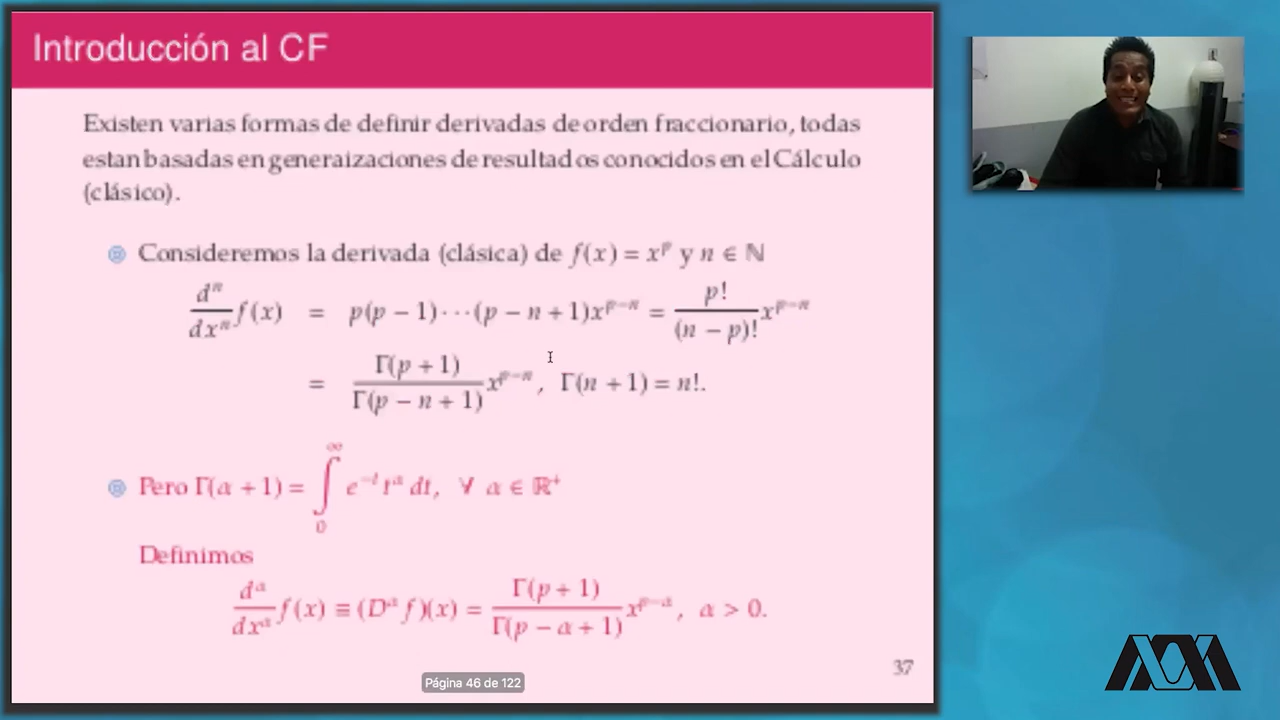 Introducción al CF
Existen varias formas de definir derivadas de orden fraccionario, todas
estan basadas en generaizaciones de resultados conocidos en el Cálculo
(clásico).
Consideremos la derivada (clásica) de f(x) = x^p y n ∈ ℕ
d^n/dx^n f(x) = p(p − 1)⋯(p − n + 1)x^{p−n} = p!/(n − p)! x^{p−n}
= Γ(p + 1)/Γ(p − n + 1) x^{p−n}, Γ(n + 1) = n!.
Pero Γ(α + 1) = ∫_0^∞ e^{−t} t^α dt, ∀ α ∈ ℝ^+
Definimos
d^α/dx^α f(x) ≡ (D^α f)(x) = Γ(p + 1)/Γ(p − α + 1) x^{p−α}, α > 0.
37
Página 46 de 122